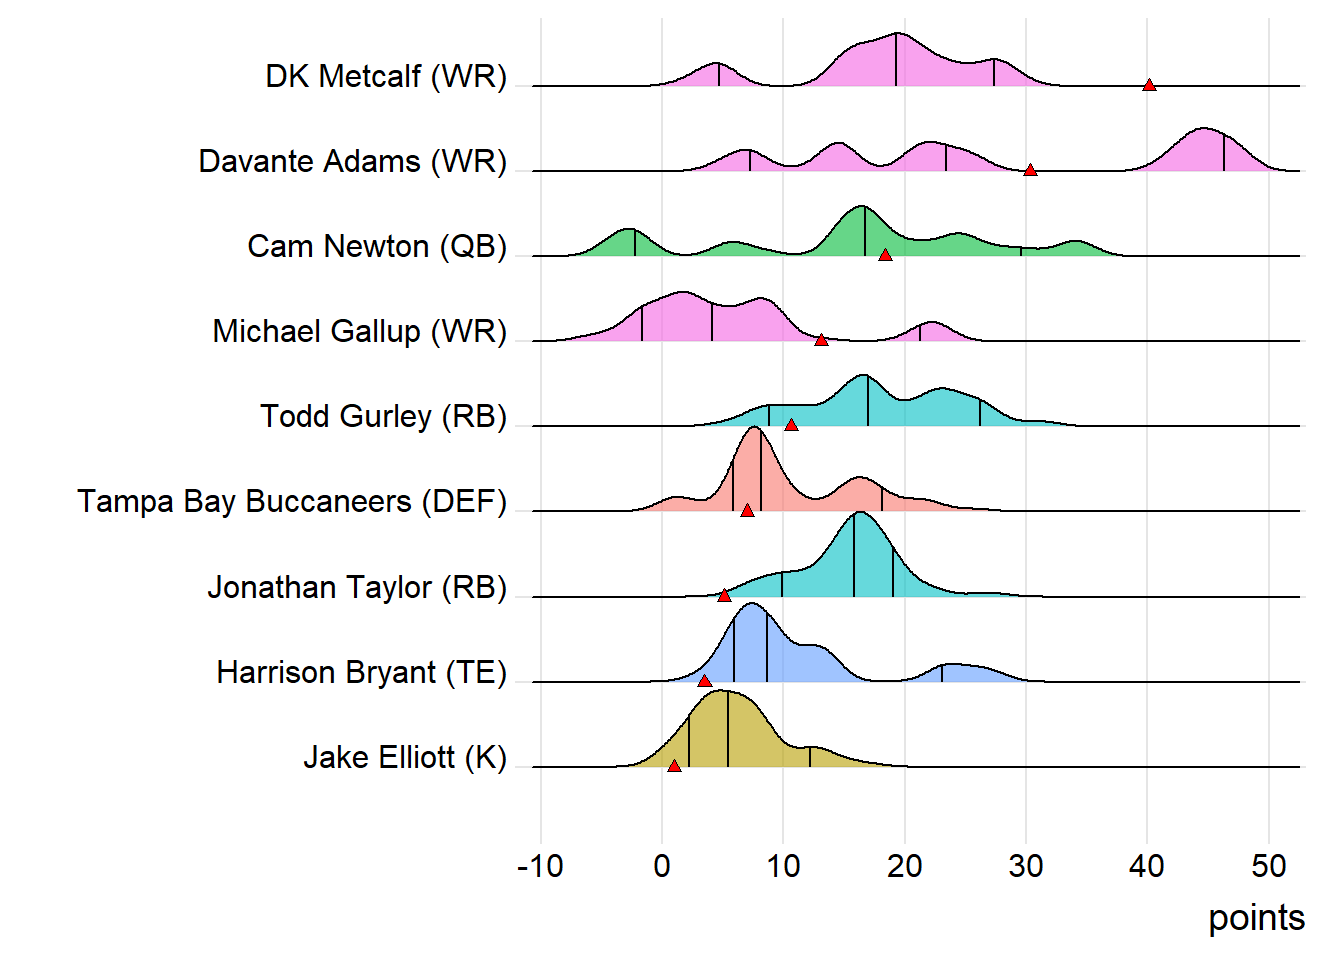 DK Metcalf (WR)
Davante Adams (WR)
Cam Newton (QB)
Michael Gallup (WR)
Todd Gurley (RB)
Tampa Bay Buccaneers (DEF)
Jonathan Taylor (RB)
Harrison Bryant (TE)
Jake Elliott (K)
-10 0 10 20 30 40 50
points